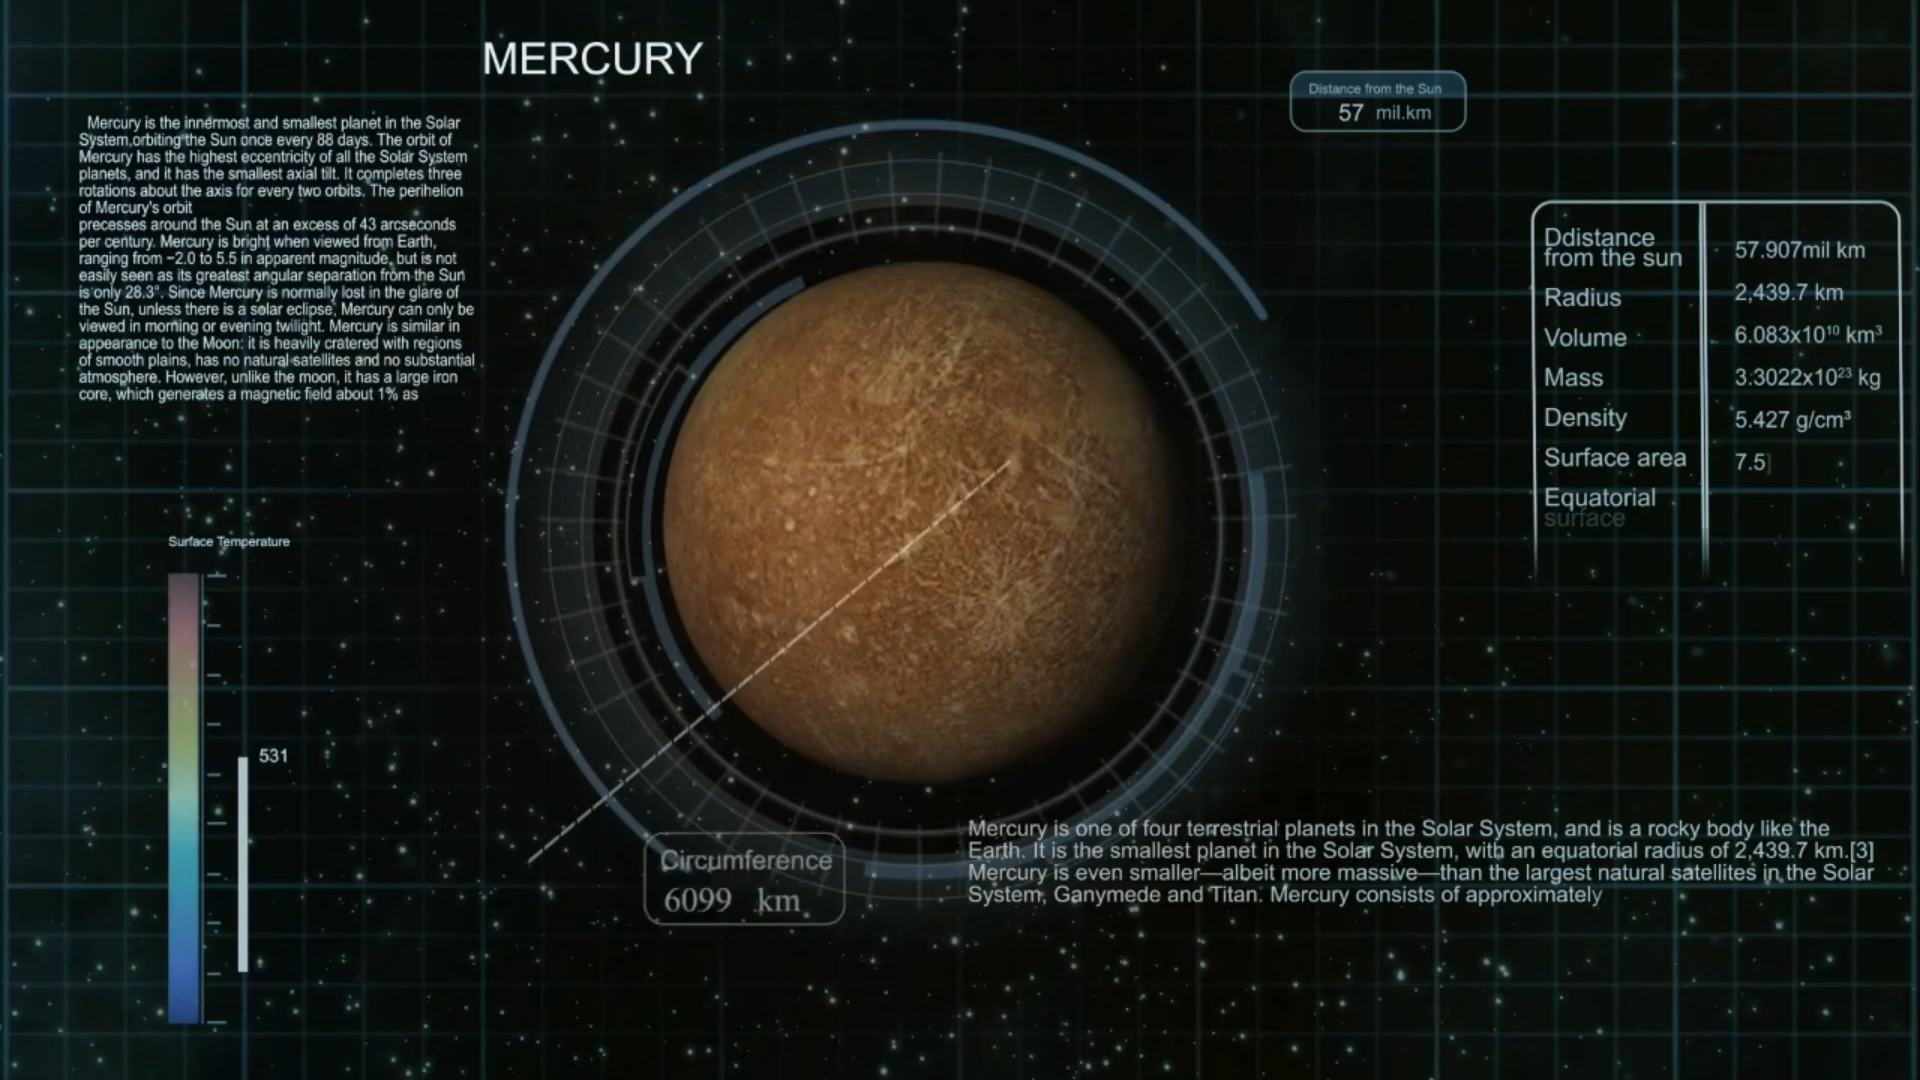 MERCURY
Mercury is the innermost and smallest planet in the Solar
System,orbiting the Sun once every 88 days. The orbit of
Mercury has the highest eccentricity of all the Solar System
planets, and it has the smallest axial tilt. It completes three
rotations about the axis for every two orbits. The perihelion
of Mercury's orbit
precesses around the Sun at an excess of 43 arcseconds
per century. Mercury is bright when viewed from Earth,
ranging from −2.0 to 5.5 in apparent magnitude, but is not
easily seen as its greatest angular separation from the Sun
is only 28.3°. Since Mercury is normally lost in the glare of
the Sun, unless there is a solar eclipse, Mercury can only be
viewed in morning or evening twilight. Mercury is similar in
appearance to the Moon: it is heavily cratered with regions
of smooth plains, has no natural satellites and no substantial
atmosphere. However, unlike the moon, it has a large iron
core, which generates a magnetic field about 1% as
Distance from the Sun
57 mil.km
Ddistance
from the sun
57.907mil km
Radius
2,439.7 km
Volume
6.083x10¹⁰ km³
Mass
3.3022x10²³ kg
Density
5.427 g/cm³
Surface area
7.5
Equatorial
surface
Surface Temperature
531
Circumference
6099 km
Mercury is one of four terrestrial planets in the Solar System, and is a rocky body like the
Earth. It is the smallest planet in the Solar System, with an equatorial radius of 2,439.7 km.[3]
Mercury is even smaller—albeit more massive—than the largest natural satellites in the Solar
System, Ganymede and Titan. Mercury consists of approximately